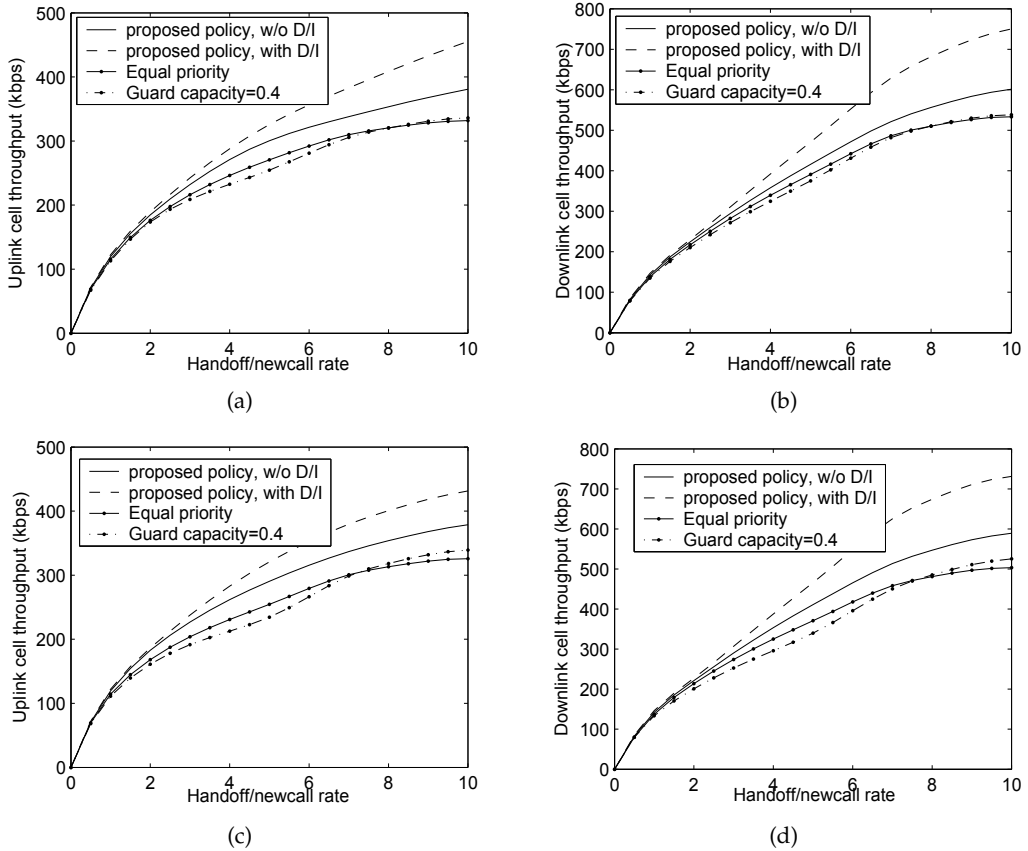 500
400
300
200
100
0
Uplink cell throughput (kbps)
proposed policy, w/o D/I
proposed policy, with D/I
Equal priority
Guard capacity=0.4
0 2 4 6 8 10
Handoff/newcall rate
(a)
800
700
600
500
400
300
200
100
0
Downlink cell throughput (kbps)
proposed policy, w/o D/I
proposed policy, with D/I
Equal priority
Guard capacity=0.4
0 2 4 6 8 10
Handoff/newcall rate
(b)
500
400
300
200
100
0
Uplink cell throughput (kbps)
proposed policy, w/o D/I
proposed policy, with D/I
Equal priority
Guard capacity=0.4
0 2 4 6 8 10
Handoff/newcall rate
(c)
800
700
600
500
400
300
200
100
0
Downlink cell throughput (kbps)
proposed policy, w/o D/I
proposed policy, with D/I
Equal priority
Guard capacity=0.4
0 2 4 6 8 10
Handoff/newcall rate
(d)